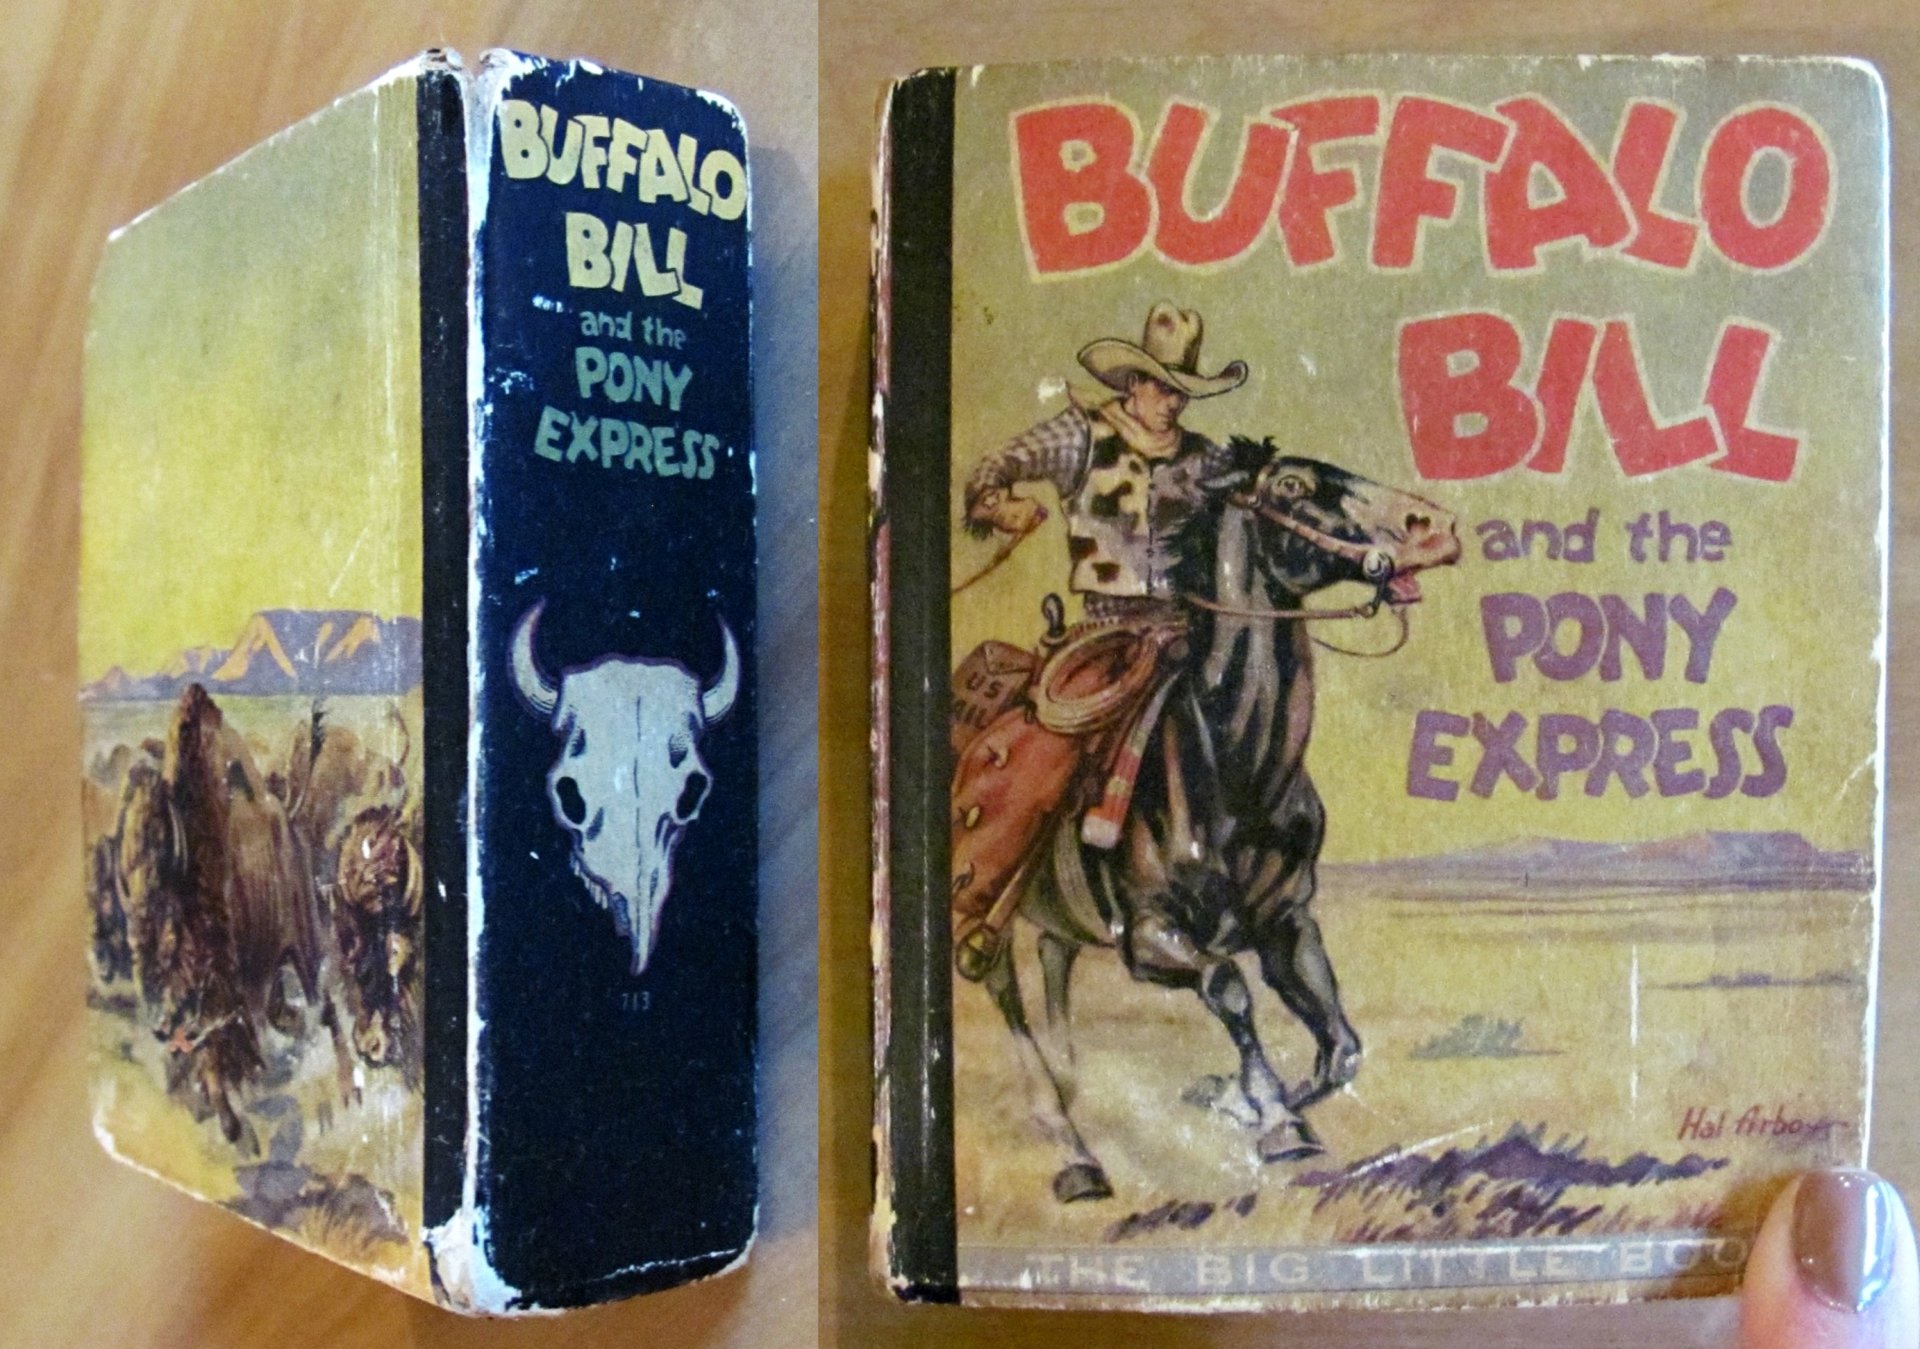 BUFFALO
BILL
and the
PONY
EXPRESS
713
BUFFALO
BILL
and the
PONY
EXPRESS
US
Hal Arbo
THE BIG LITTLE BOO